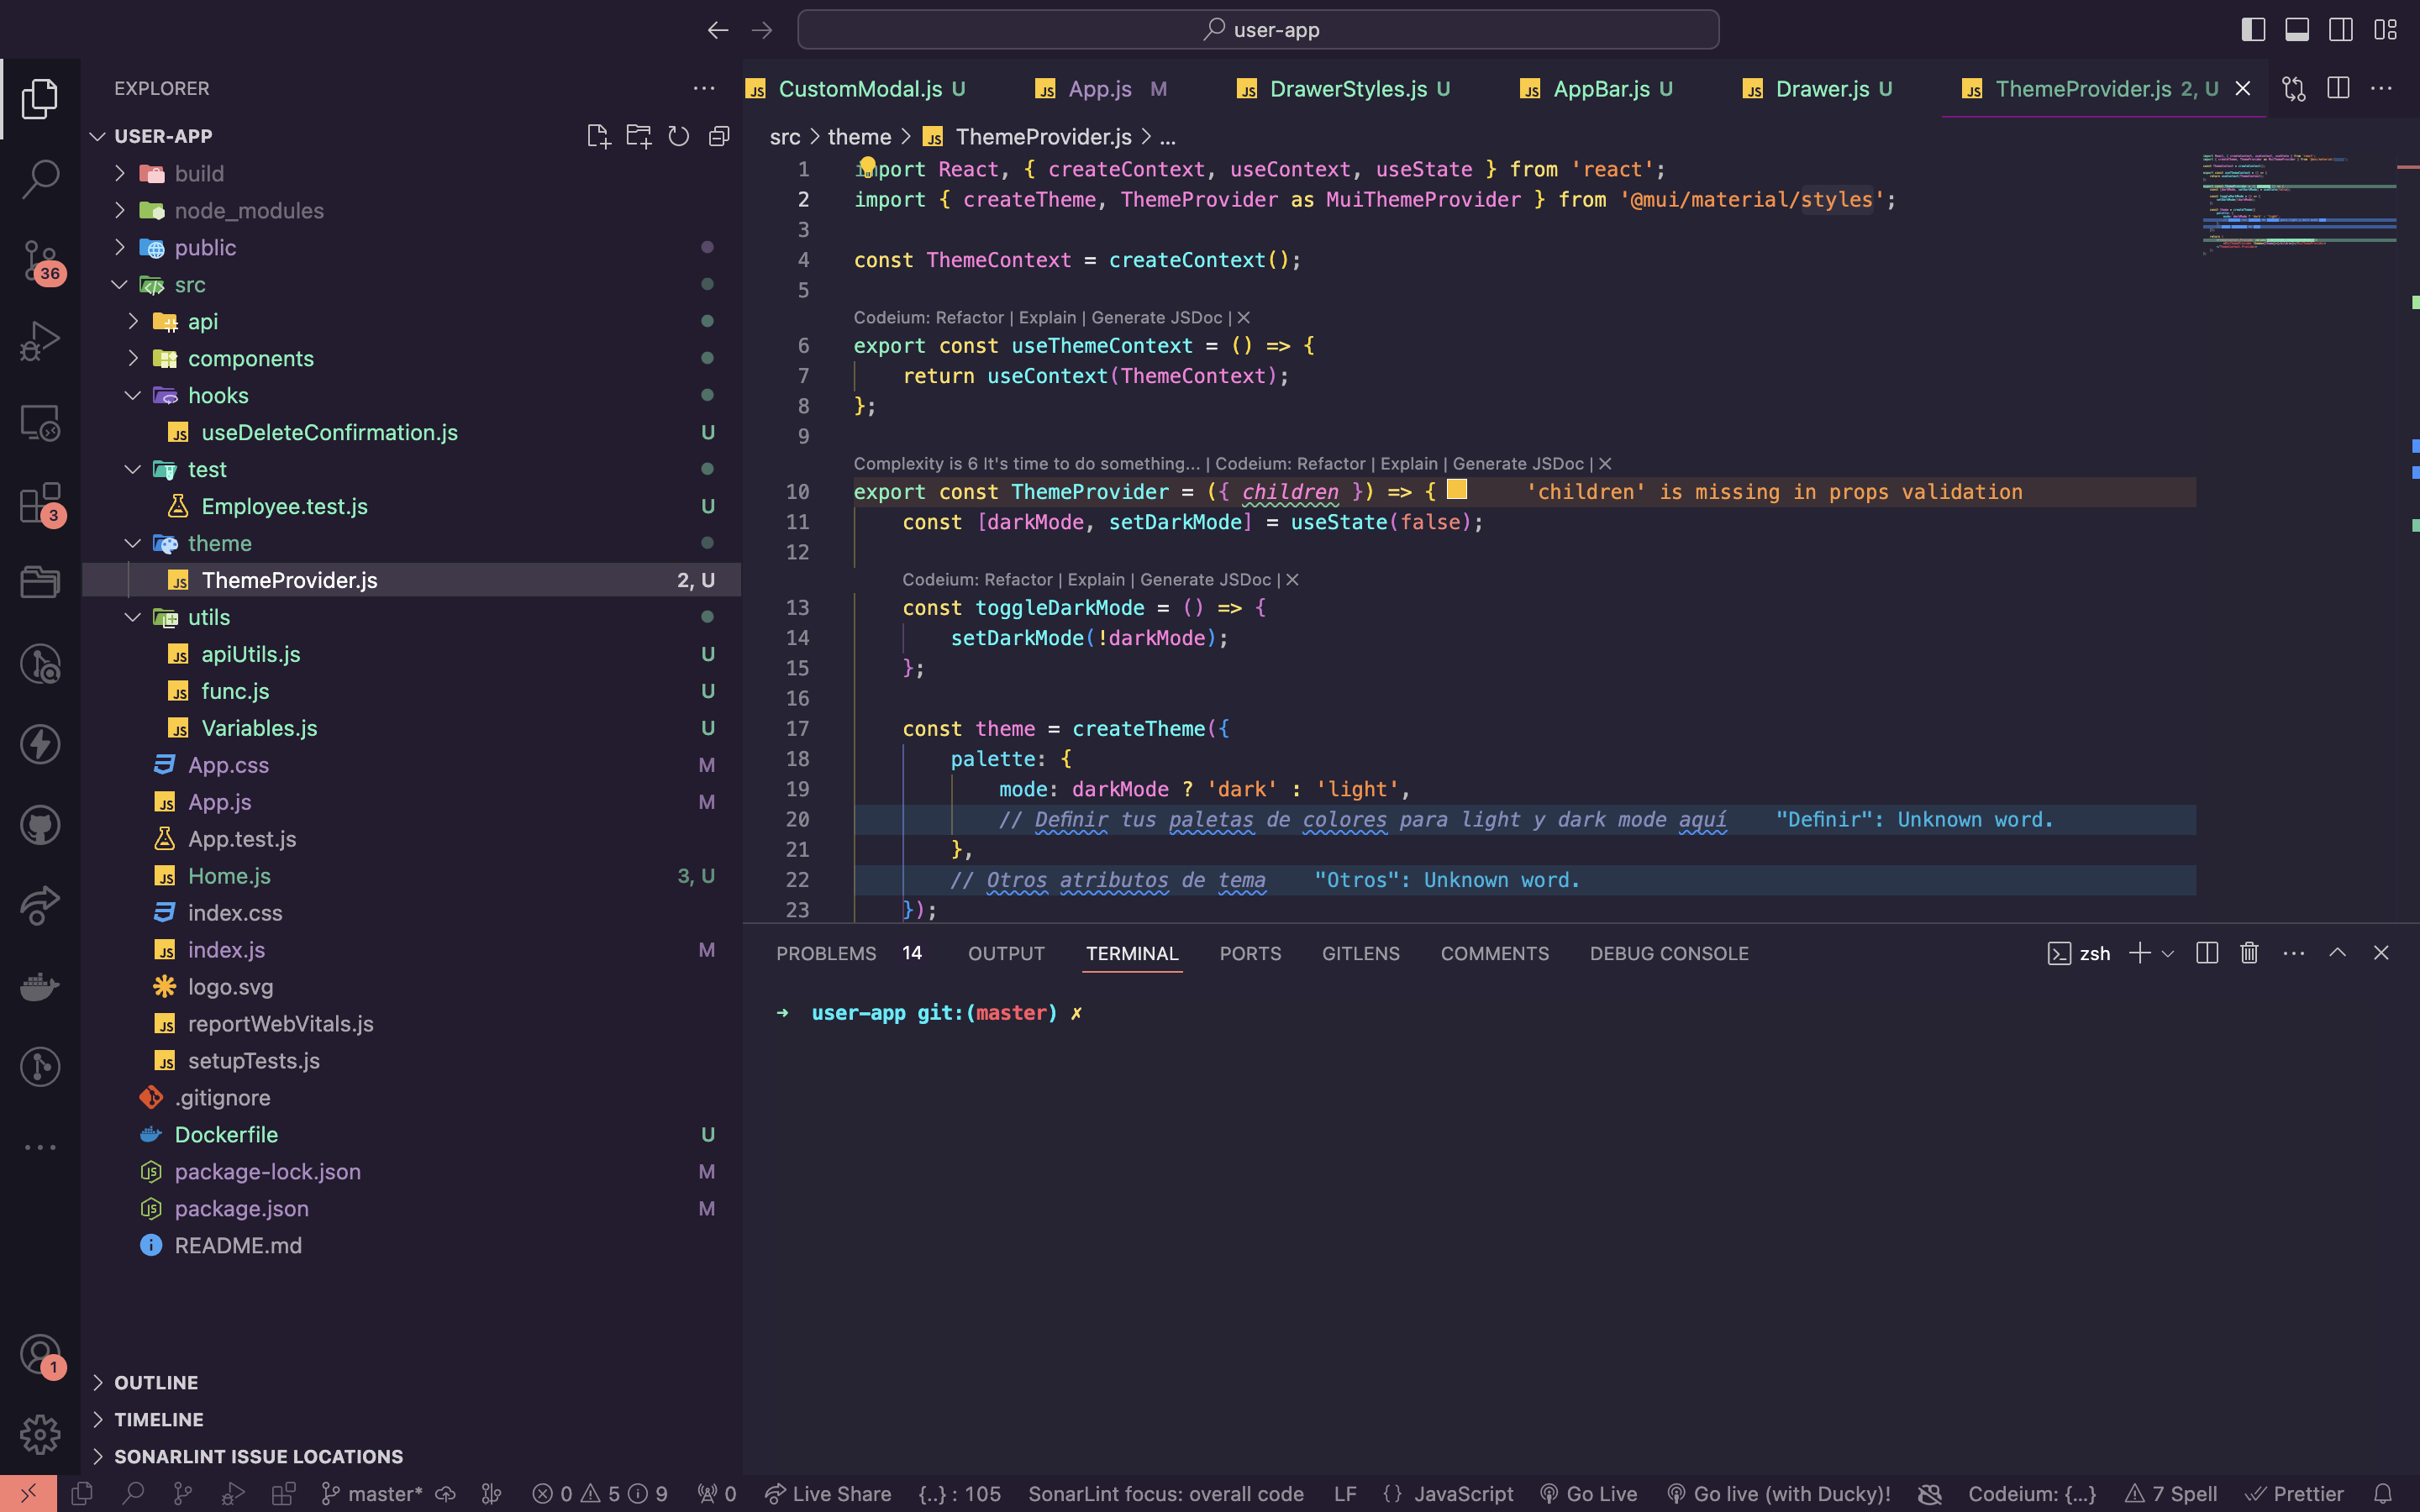 user-app
EXPLORER
USER-APP
build
node_modules
public
src
api
components
hooks
useDeleteConfirmation.js U
test
Employee.test.js U
theme
ThemeProvider.js 2, U
utils
apiUtils.js U
func.js U
Variables.js U
App.css M
App.js M
App.test.js
Home.js 3, U
index.css
index.js M
logo.svg
reportWebVitals.js
setupTests.js
.gitignore
Dockerfile U
package-lock.json M
package.json M
README.md
OUTLINE
TIMELINE
SONARLINT ISSUE LOCATIONS
36
3
1
CustomModal.js U App.js M DrawerStyles.js U AppBar.js U Drawer.js U ThemeProvider.js 2, U
src > theme > ThemeProvider.js > ...
1 import React, { createContext, useContext, useState } from 'react';
2 import { createTheme, ThemeProvider as MuiThemeProvider } from '@mui/material/styles';
3
4 const ThemeContext = createContext();
5
Codeium: Refactor | Explain | Generate JSDoc | ×
6 export const useThemeContext = () => {
7 return useContext(ThemeContext);
8 };
9
Complexity is 6 It's time to do something... | Codeium: Refactor | Explain | Generate JSDoc | ×
10 export const ThemeProvider = ({ children }) => { 'children' is missing in props validation
11 const [darkMode, setDarkMode] = useState(false);
12
Codeium: Refactor | Explain | Generate JSDoc | ×
13 const toggleDarkMode = () => {
14 setDarkMode(!darkMode);
15 };
16
17 const theme = createTheme({
18 palette: {
19 mode: darkMode ? 'dark' : 'light',
20 // Definir tus paletas de colores para light y dark mode aquí "Definir": Unknown word.
21 },
22 // Otros atributos de tema "Otros": Unknown word.
23 });
PROBLEMS 14 OUTPUT TERMINAL PORTS GITLENS COMMENTS DEBUG CONSOLE zsh
➜ user-app git:(master) ✗
master* 0 5 9 0 Live Share {..} : 105 SonarLint focus: overall code LF {} JavaScript Go Live Go live (with Ducky)! Codeium: {...} 7 Spell Prettier